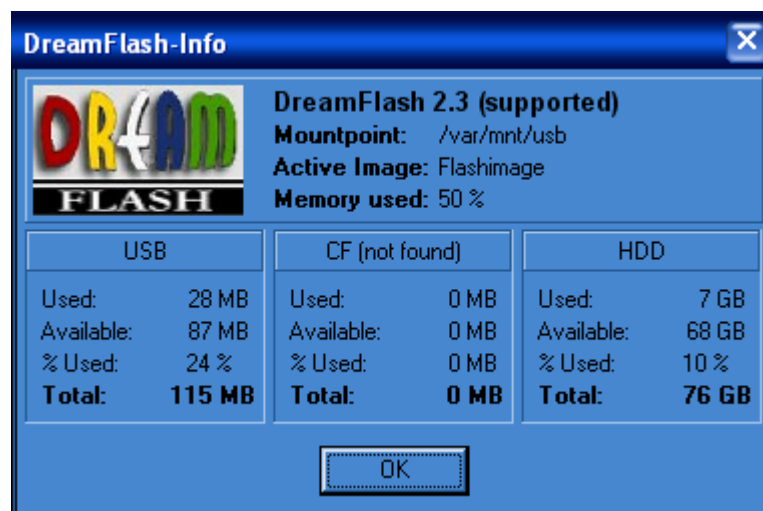 DreamFlash-Info
DREAM
FLASH
DreamFlash 2.3 (supported)
Mountpoint: /var/mnt/usb
Active Image: Flashimage
Memory used: 50 %
USB
Used: 28 MB
Available: 87 MB
% Used: 24 %
Total: 115 MB
CF (not found)
Used: 0 MB
Available: 0 MB
% Used: 0 MB
Total: 0 MB
HDD
Used: 7 GB
Available: 68 GB
% Used: 10 %
Total: 76 GB
OK